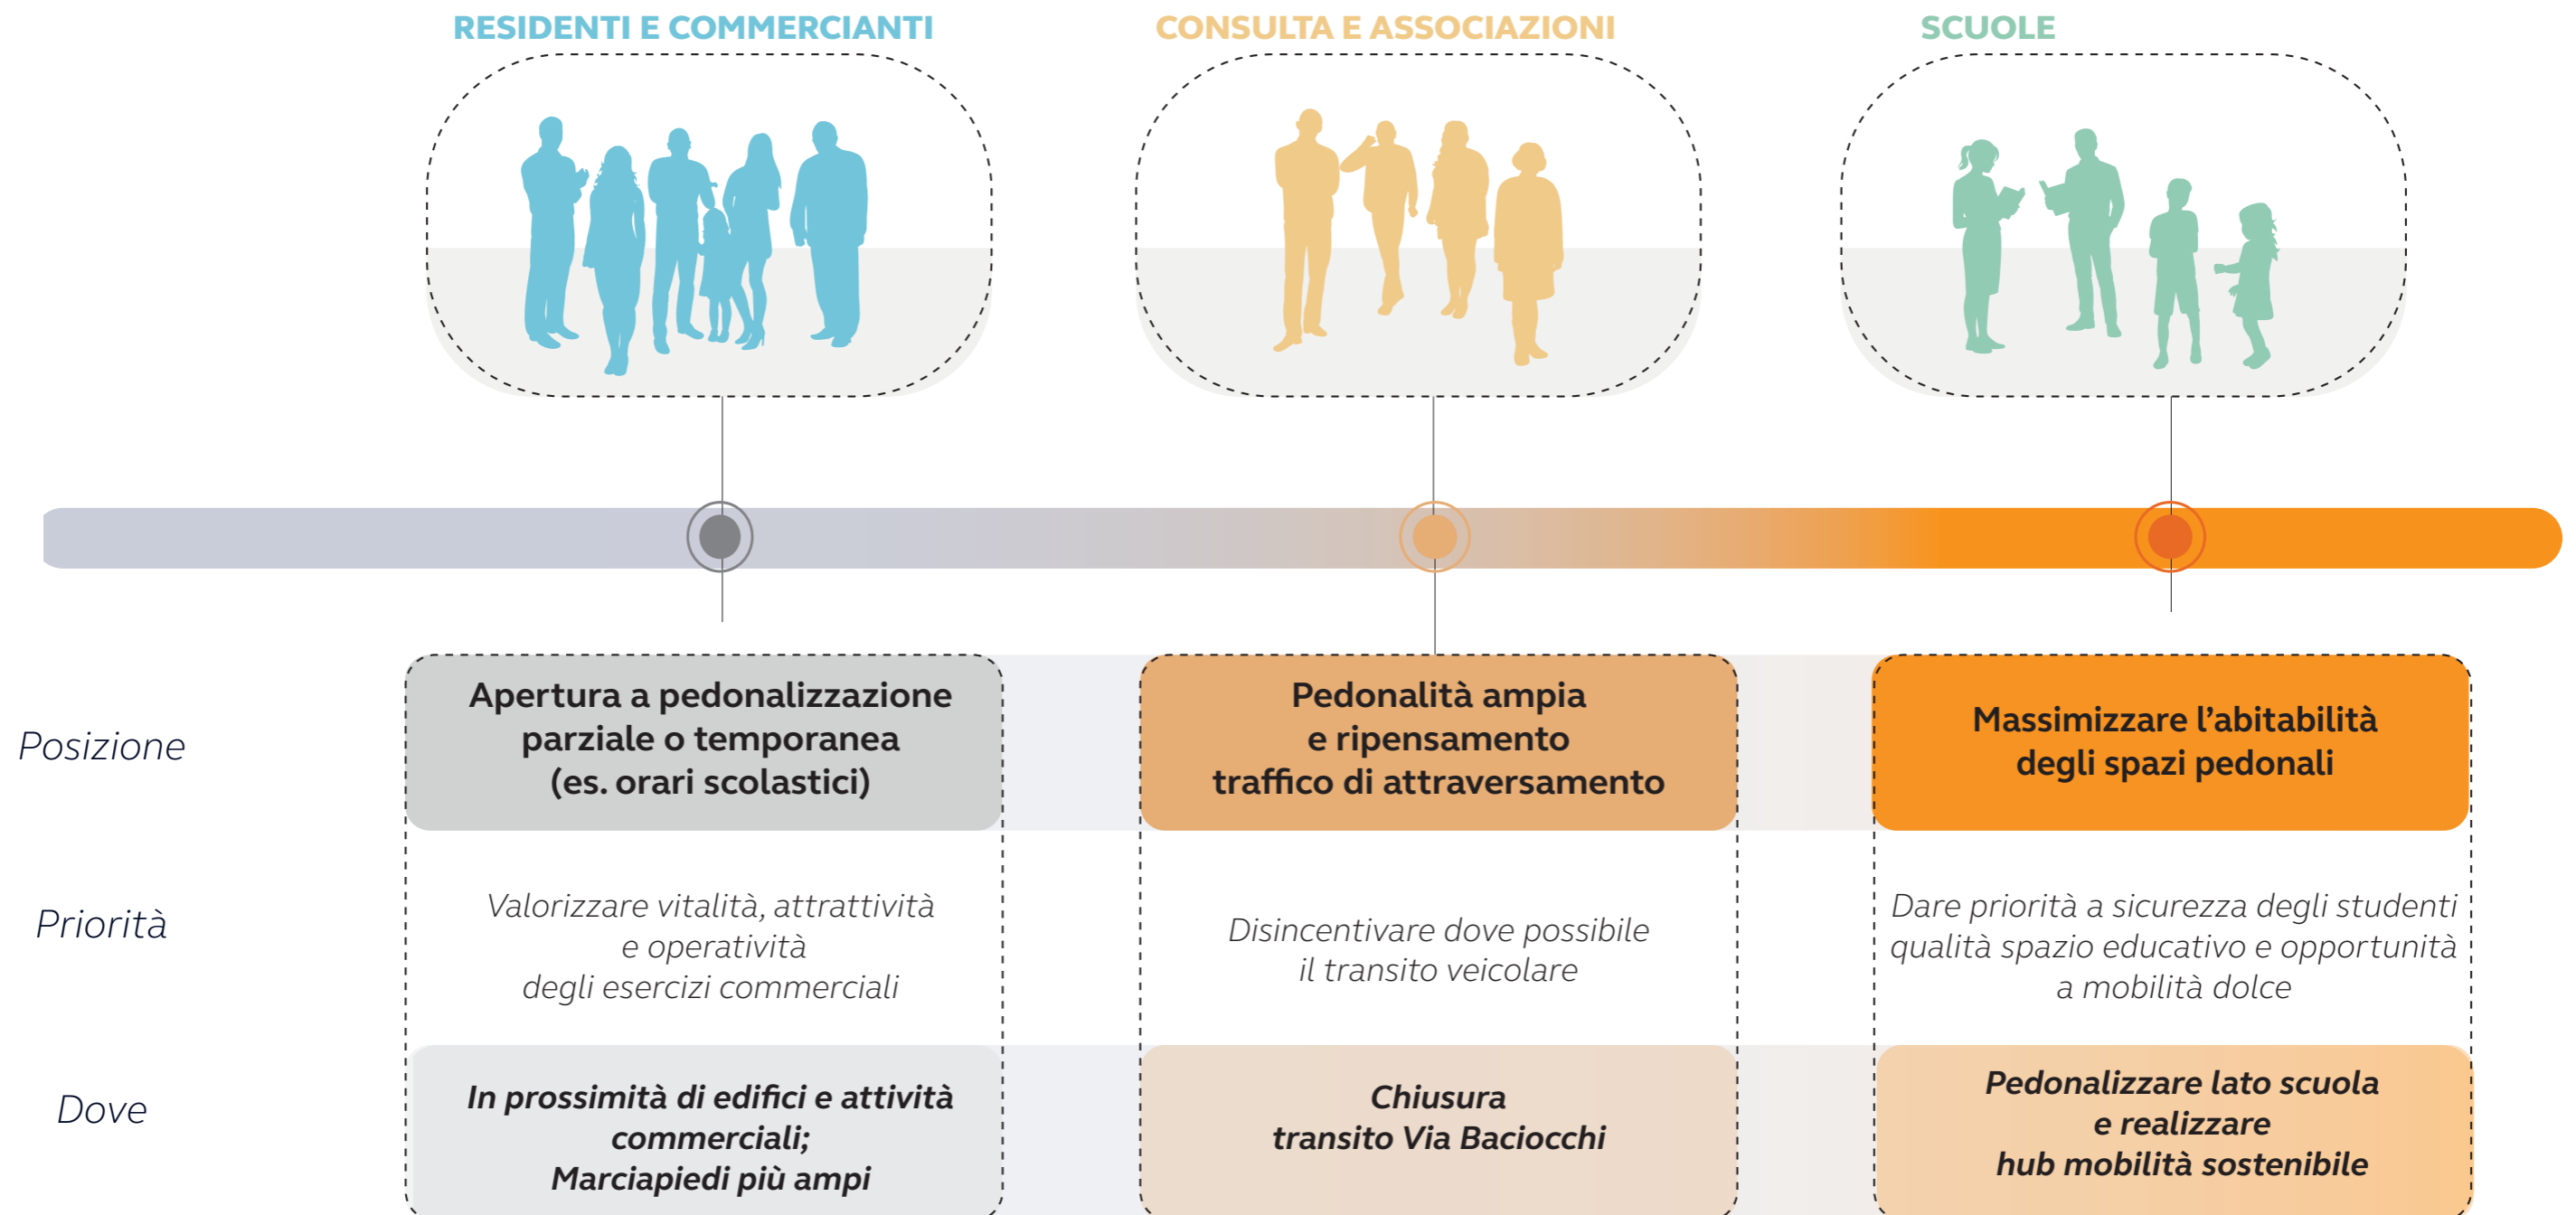 RESIDENTI E COMMERCIANTI
CONSULTA E ASSOCIAZIONI
SCUOLE
Posizione
Apertura a pedonalizzazione
parziale o temporanea
(es. orari scolastici)
Pedonalità ampia
e ripensamento
traffico di attraversamento
Massimizzare l’abitabilità
degli spazi pedonali
Priorità
Valorizzare vitalità, attrattività
e operatività
degli esercizi commerciali
Disincentivare dove possibile
il transito veicolare
Dare priorità a sicurezza degli studenti
qualità spazio educativo e opportunità
a mobilità dolce
Dove
In prossimità di edifici e attività
commerciali;
Marciapiedi più ampi
Chiusura
transito Via Baciocchi
Pedonalizzare lato scuola
e realizzare
hub mobilità sostenibile